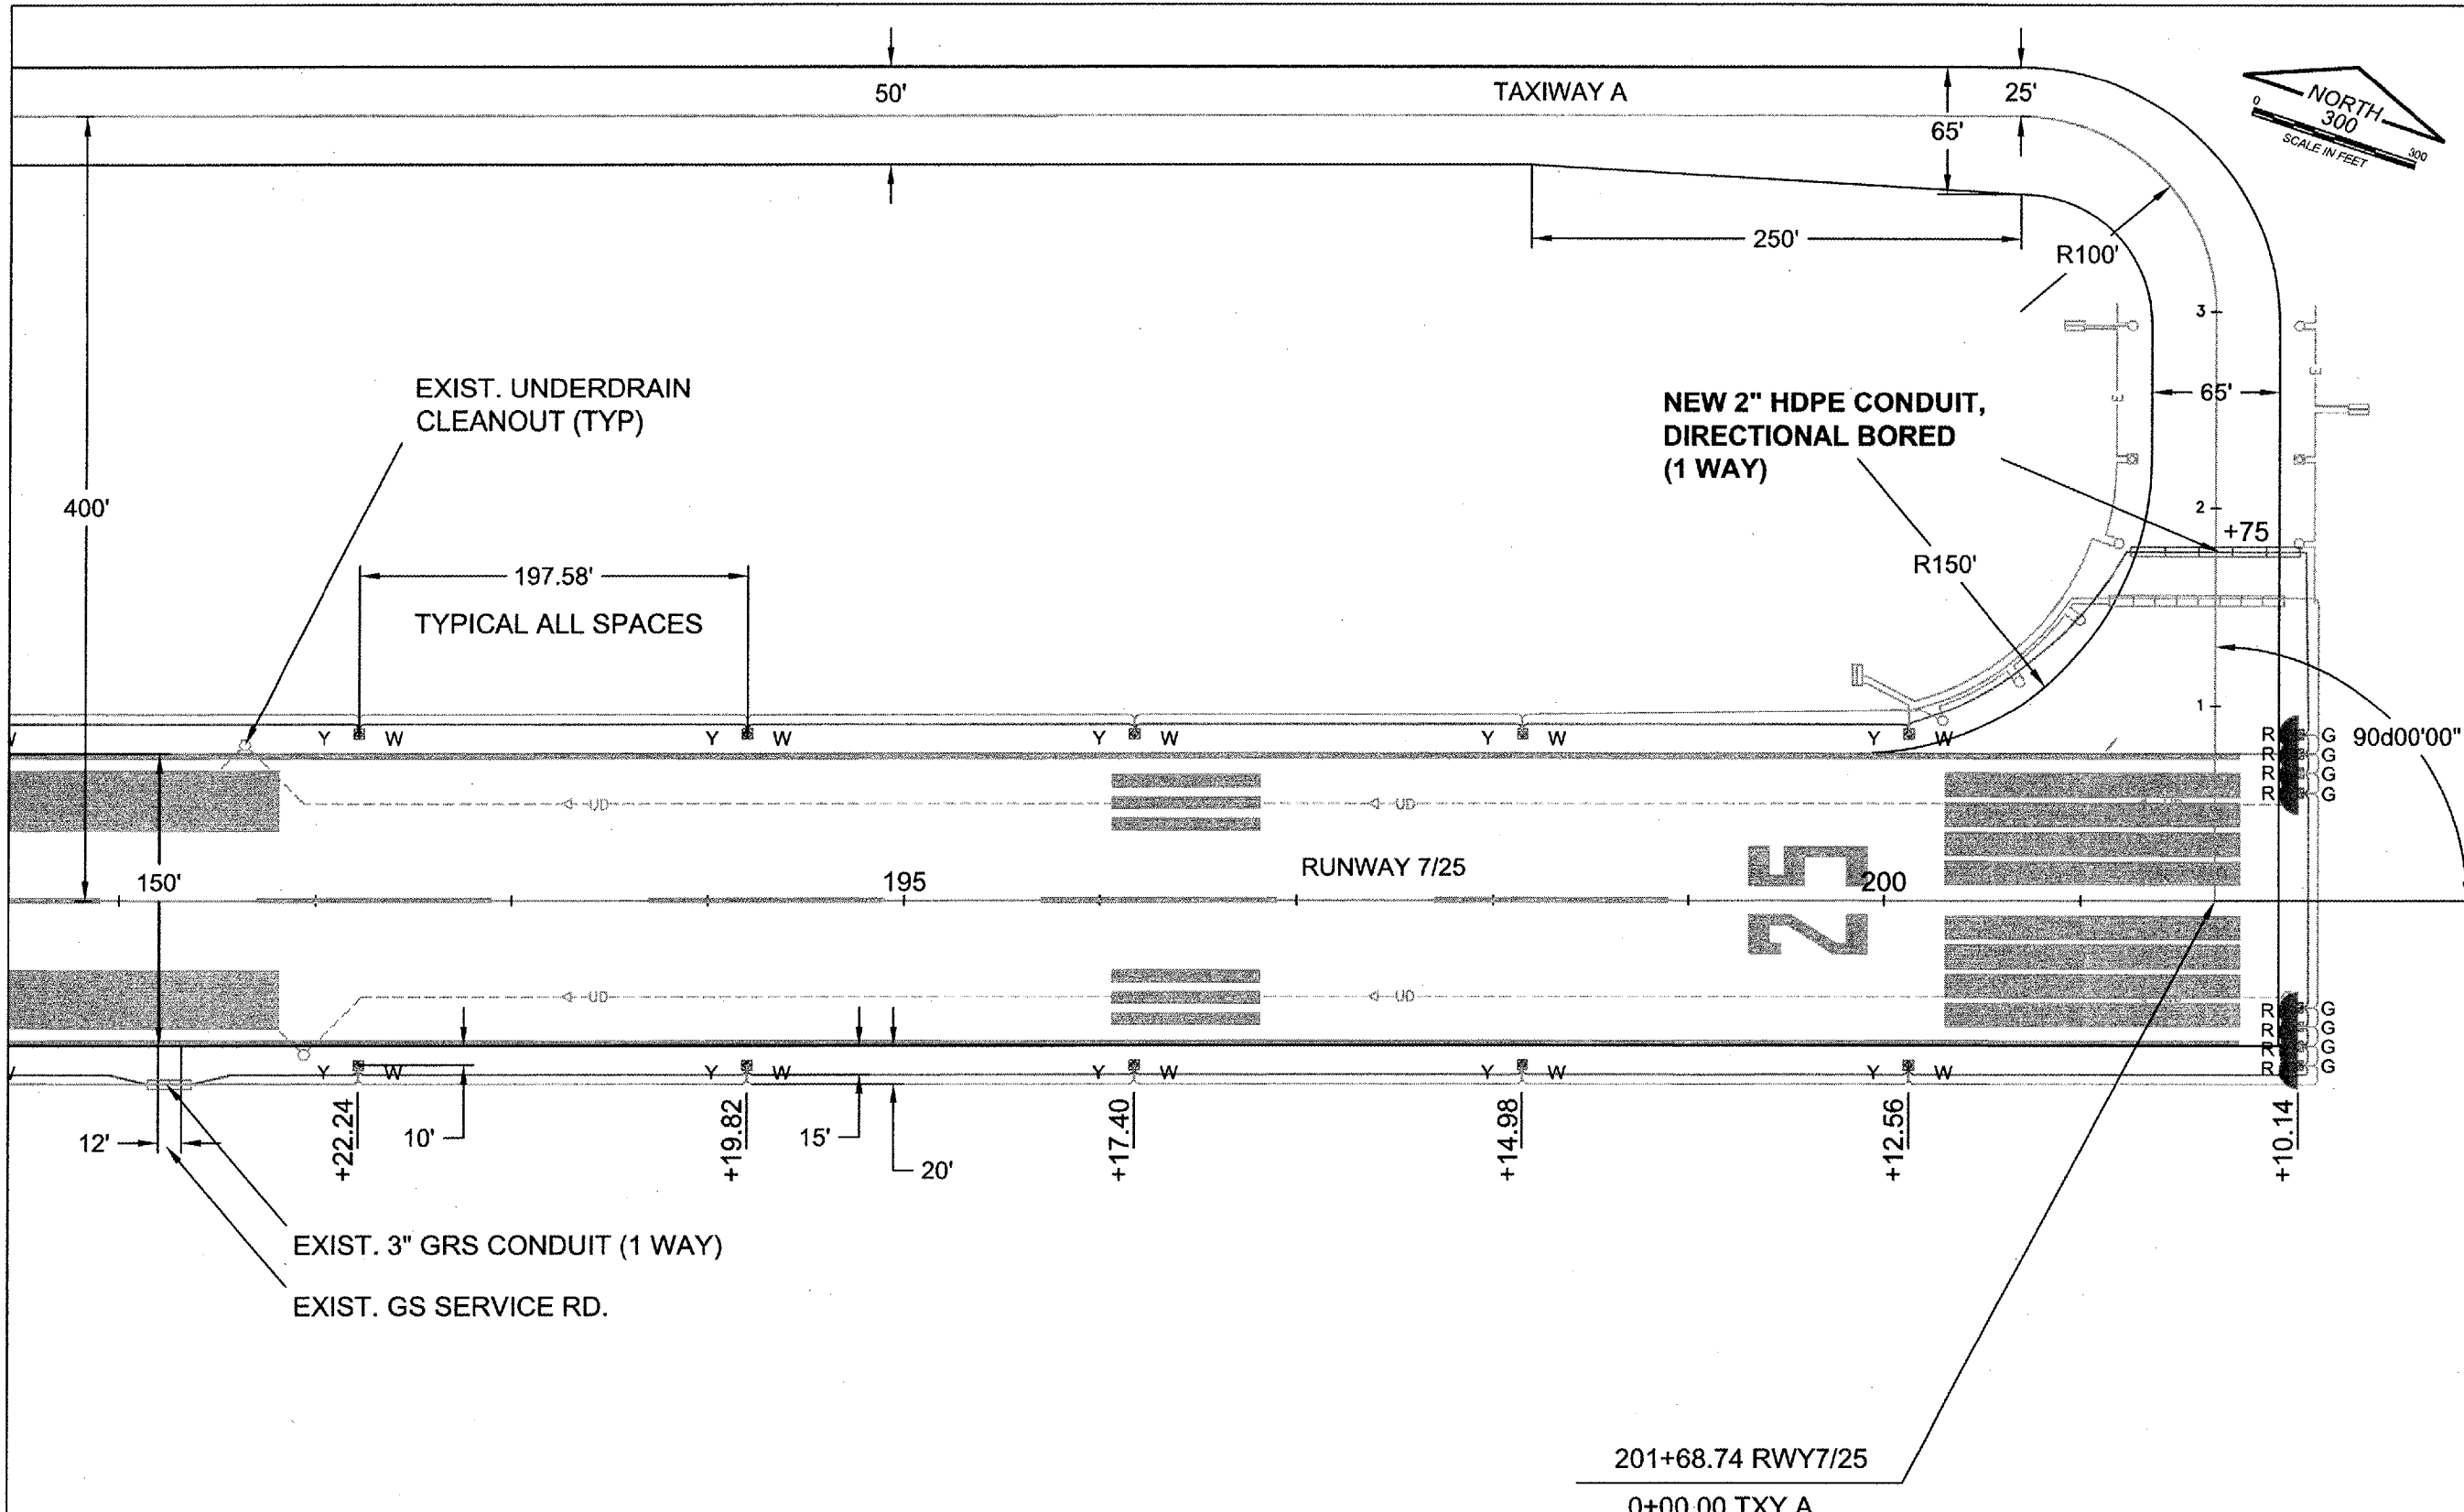 50'
TAXIWAY A
25'
65'
NORTH
0
300
300
SCALE IN FEET
250'
R100'
3
EXIST. UNDERDRAIN
CLEANOUT (TYP)
NEW 2" HDPE CONDUIT,
DIRECTIONAL BORED
(1 WAY)
65'
E
E
400'
2
+75
197.58'
R150'
TYPICAL ALL SPACES
1
Y W Y W Y W Y W Y W
R G
R G
R G
R G
90d00'00"
UD UD UD
RUNWAY 7/25
150'
195
25
200
UD UD
R G
R G
R G
R G
Y W Y W Y W Y W Y W
12'
+22.24
10'
+19.82
15'
20'
+17.40
+14.98
+12.56
+10.14
EXIST. 3" GRS CONDUIT (1 WAY)
EXIST. GS SERVICE RD.
201+68.74 RWY7/25
0+00.00 TXY A